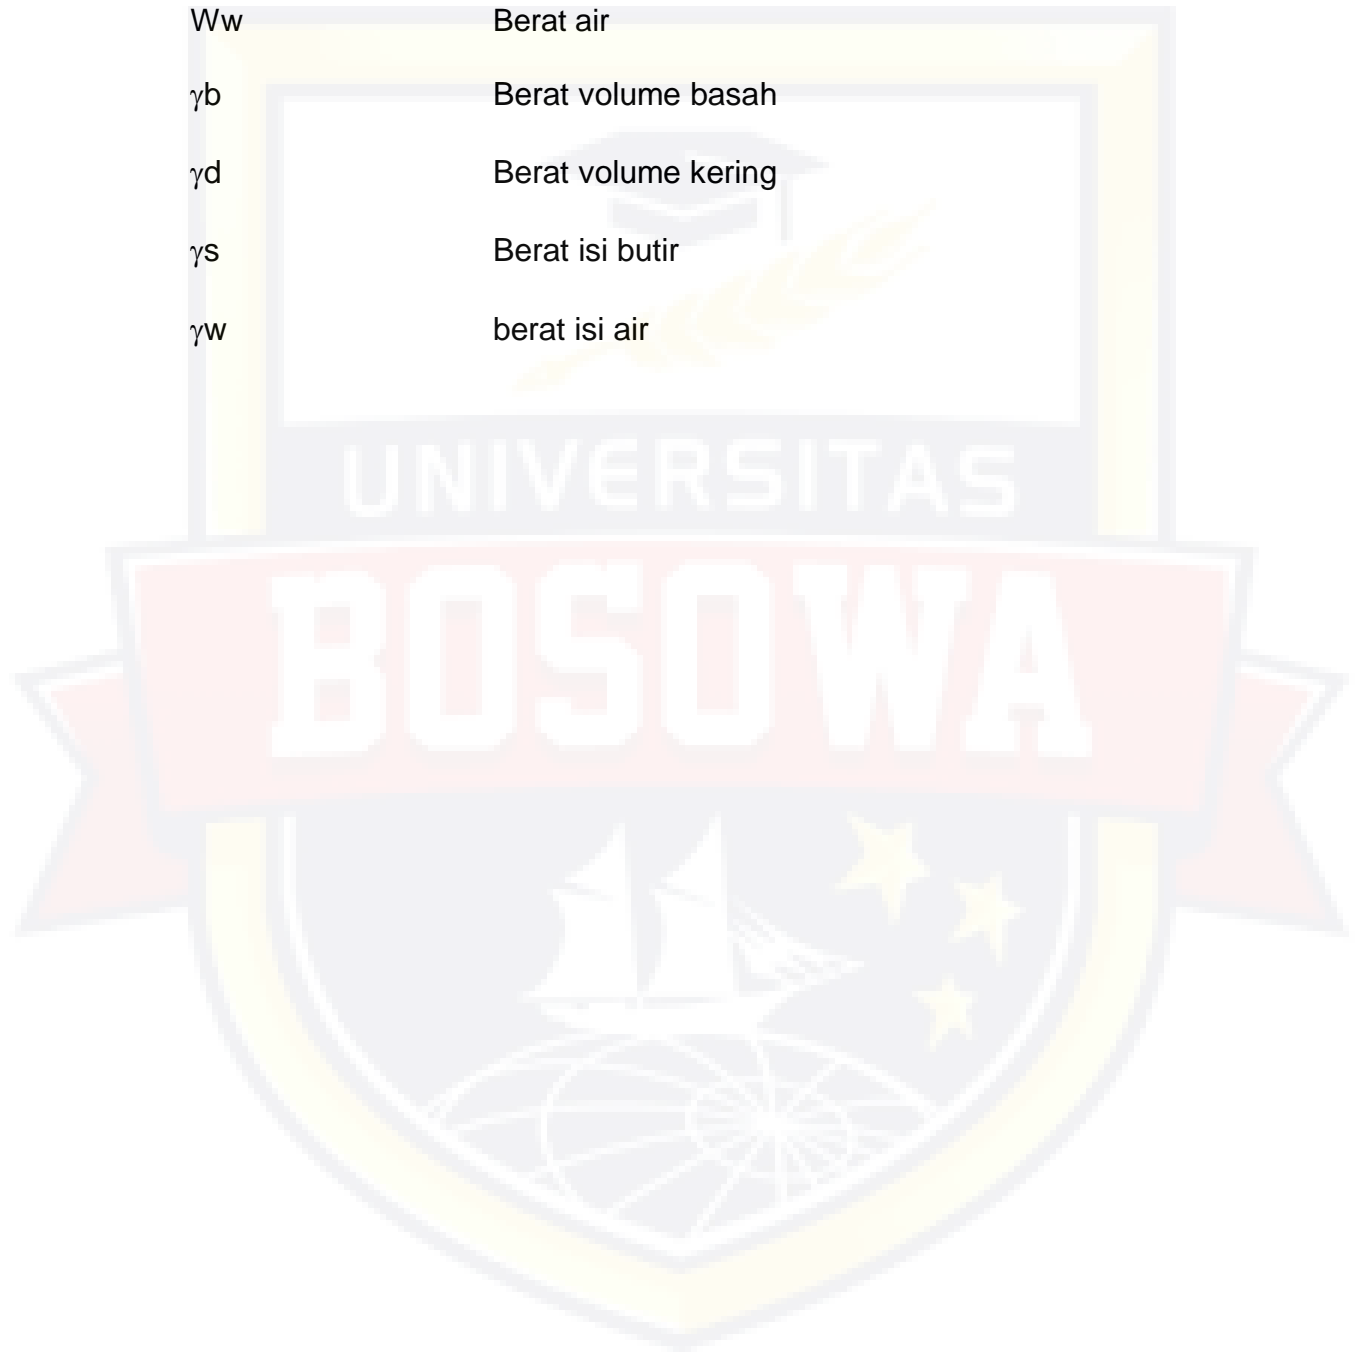 Ww Berat air
γb Berat volume basah
γd Berat volume kering
γs Berat isi butir
γw berat isi air
UNIVERSITAS
BOSOWA